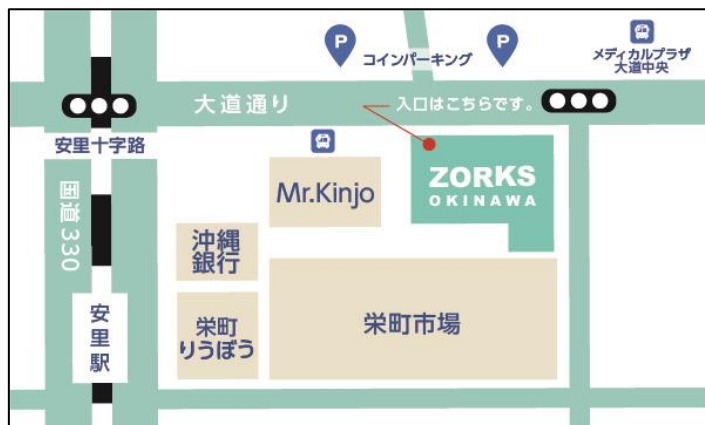 P
P
コインパーキング
メディカルプラザ
大道中央
大道通り
入口はこちらです。
安里十字路
国道330
Mr.Kinjo
ZORKS
OKINAWA
沖縄
銀行
栄町
りうぼう
栄町市場
安里駅